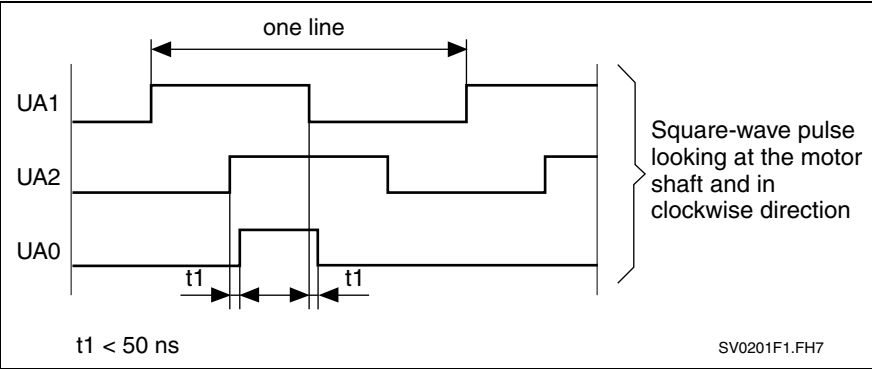 one line
UA1
UA2
UA0
t1
t1
Square-wave pulse
looking at the motor
shaft and in
clockwise direction
t1 < 50 ns
SV0201F1.FH7